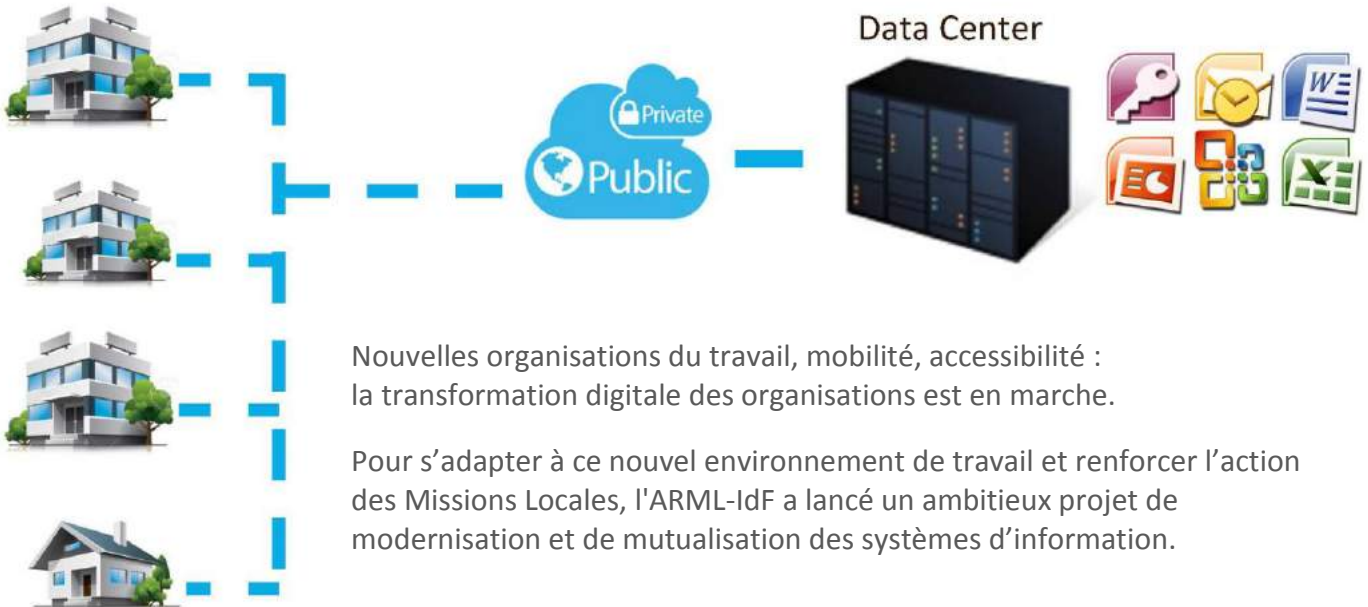 Data Center
Private
Public
W
Nouvelles organisations du travail, mobilité, accessibilité :
la transformation digitale des organisations est en marche.
Pour s’adapter à ce nouvel environnement de travail et renforcer l’action
des Missions Locales, l'ARML-IdF a lancé un ambitieux projet de
modernisation et de mutualisation des systèmes d’information.